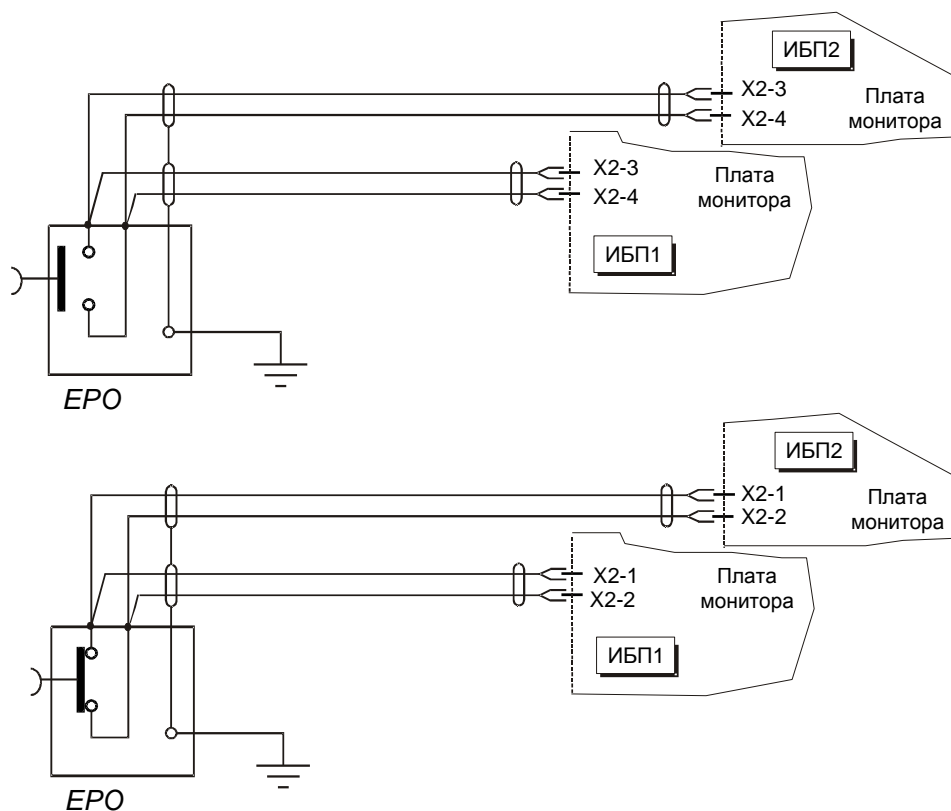 ИБП2
X2-3
X2-4
Плата
монитора
X2-3
X2-4
Плата
монитора
ИБП1
EPO
ИБП2
X2-1
X2-2
Плата
монитора
X2-1
X2-2
Плата
монитора
ИБП1
EPO